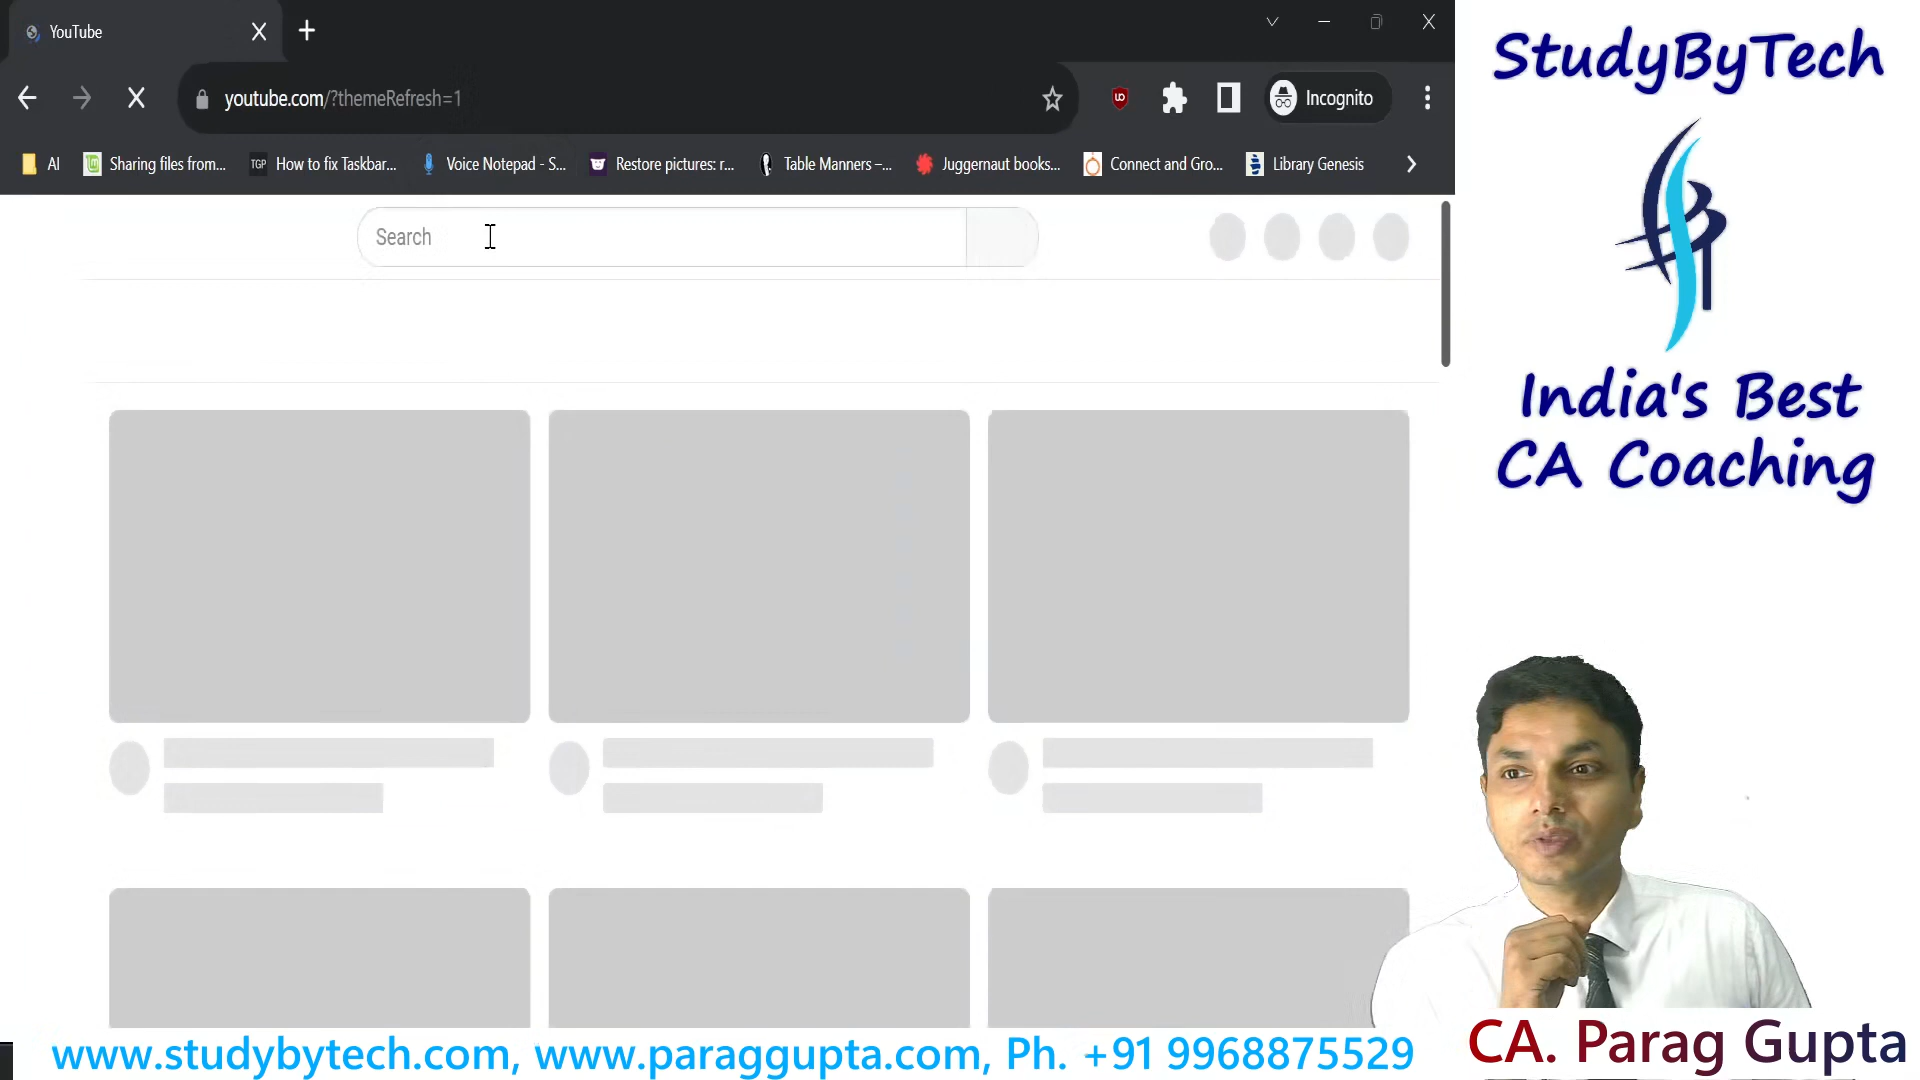 YouTube
youtube.com/?themeRefresh=1
Incognito
AI
Sharing files from...
TGP
How to fix Taskbar...
Voice Notepad - S...
Restore pictures: r...
Table Manners –...
Juggernaut books...
Connect and Gro...
Library Genesis
Search
StudyByTech
India's Best
CA Coaching
www.studybytech.com, www.paraggupta.com, Ph. +91 9968875529
CA. Parag Gupta